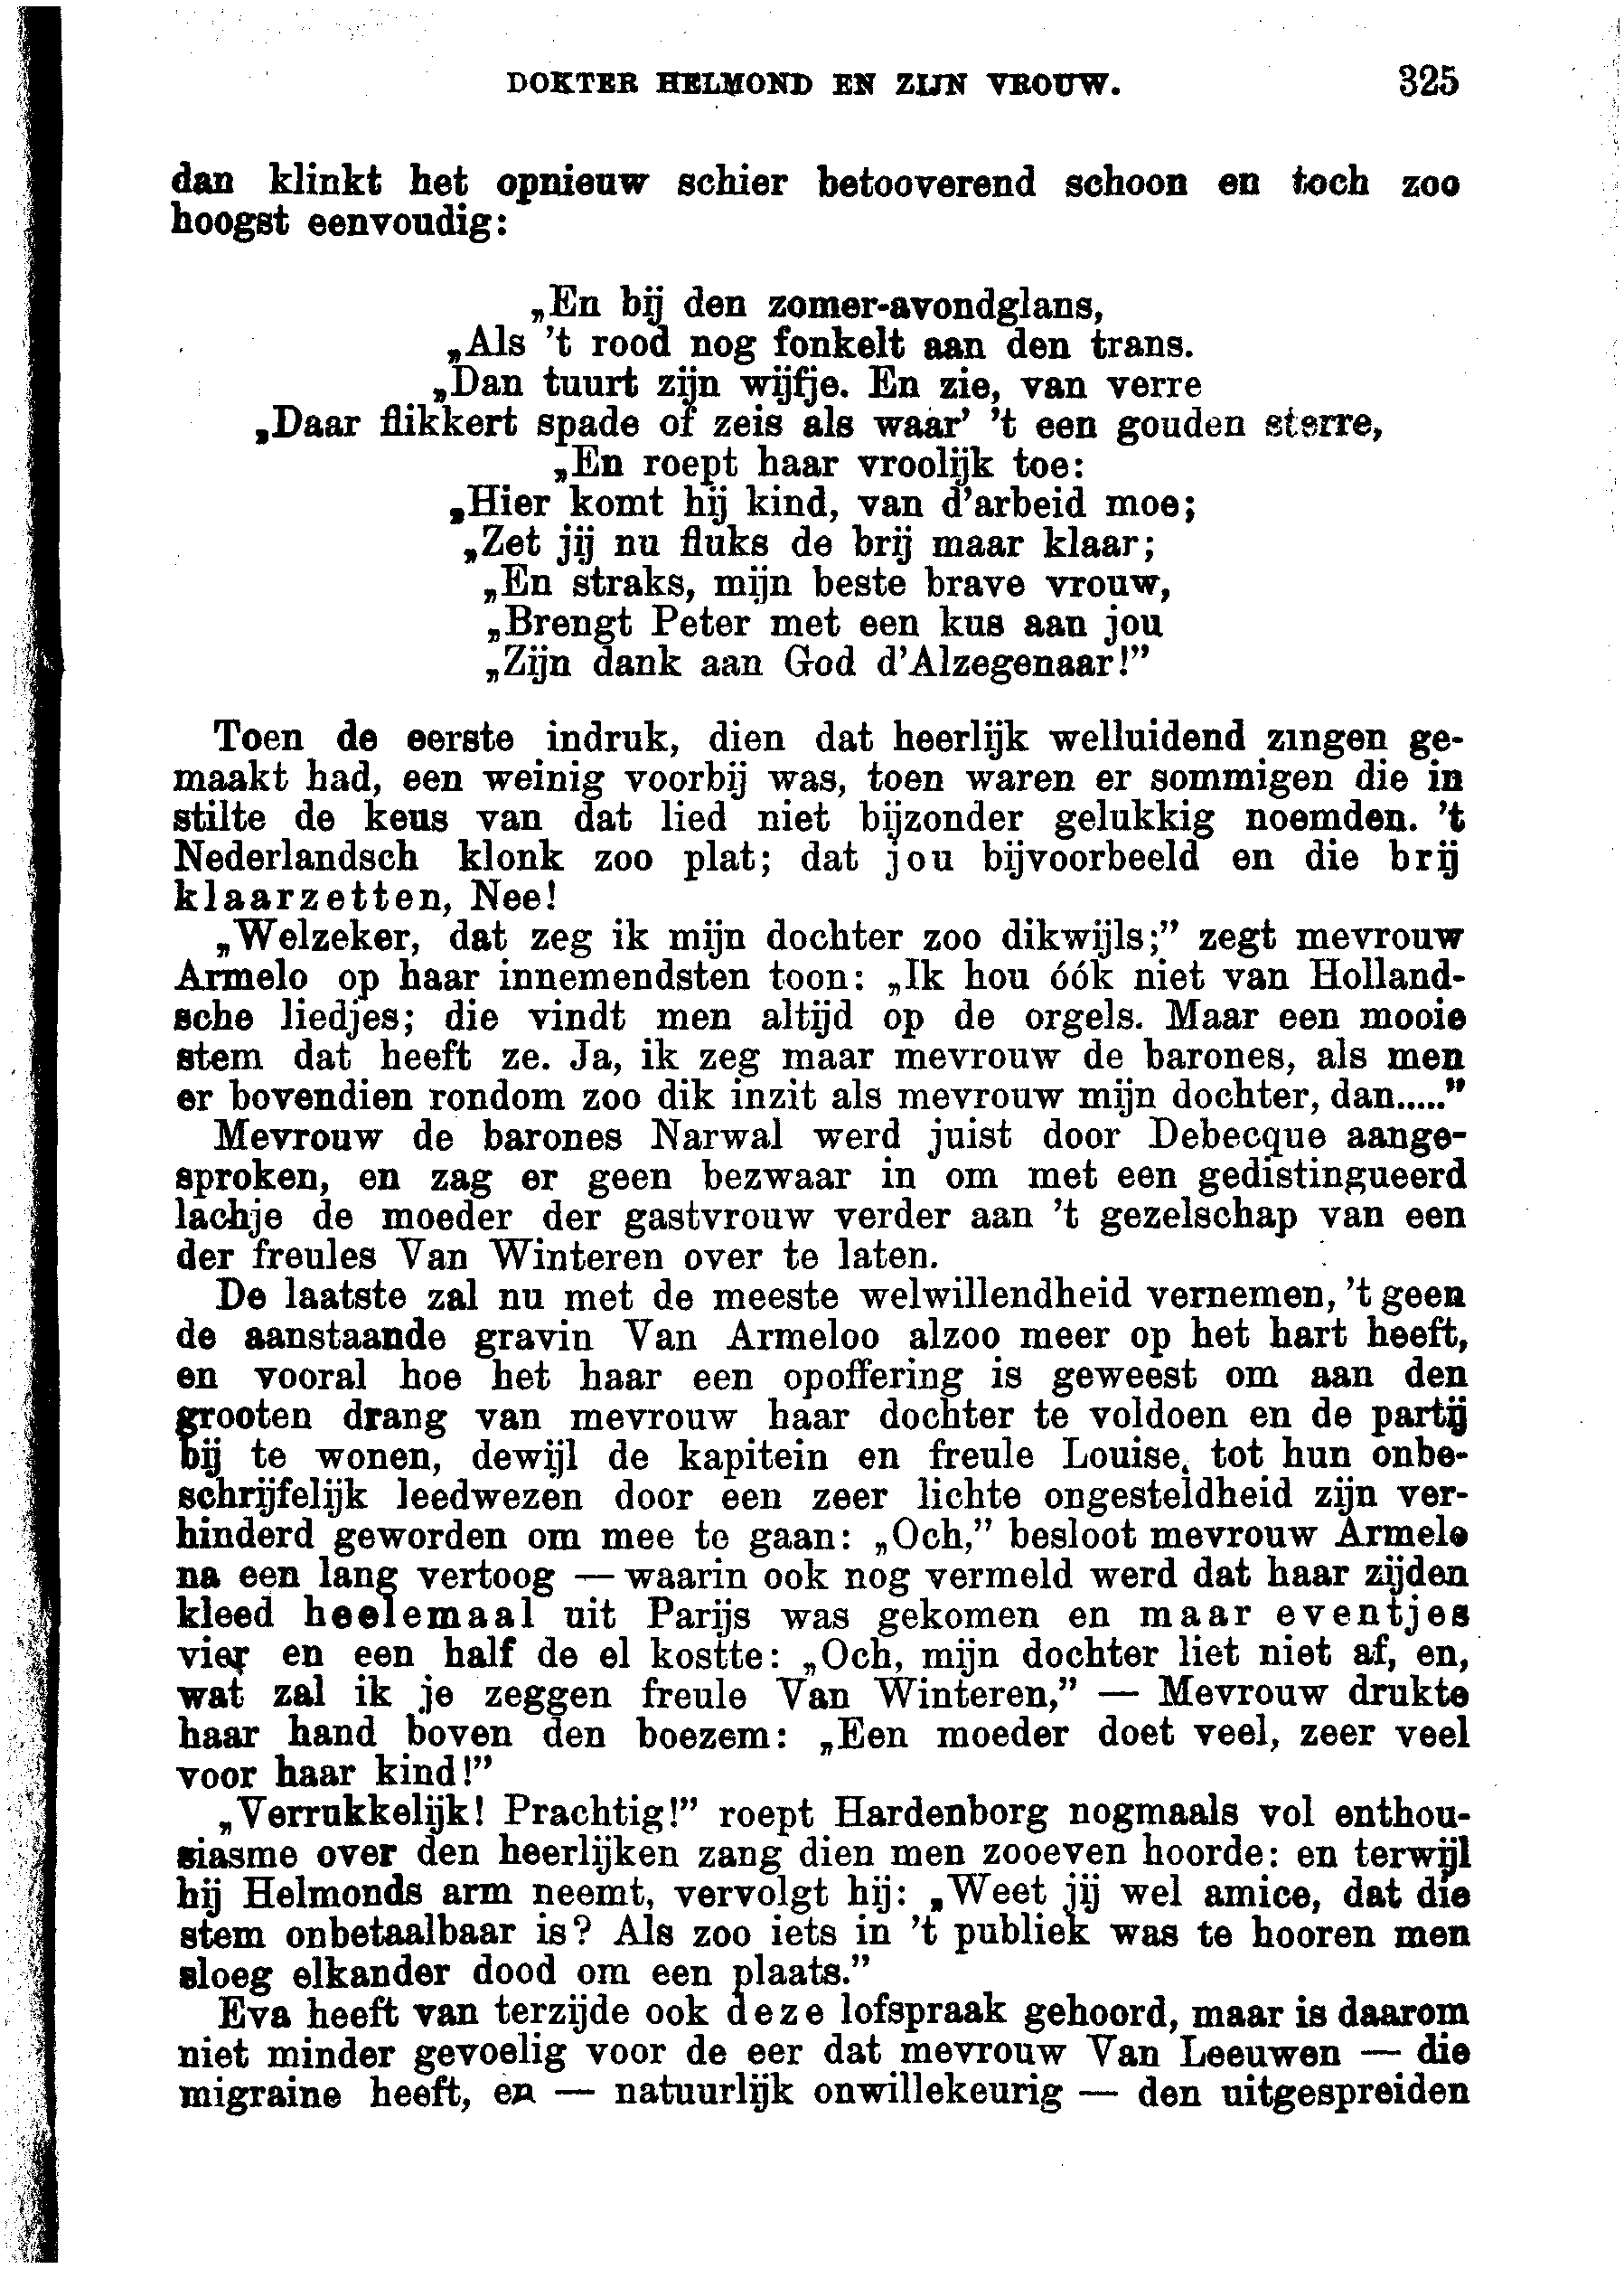 DOKTER HELMOND EN ZIJN VROUW. 325
dan klinkt het opnieuw schier betooverend schoon en toch zoo
hoogst eenvoudig:
„En bij den zomer-avondglans,
„Als 't rood nog fonkelt aan den trans.
„Dan tuurt zijn wijfje. En zie, van verre
„Daar flikkert spade of zeis als waar' 't een gouden sterre,
„En roept haar vroolijk toe:
„Hier komt hij kind, van d'arbeid moe;
„Zet jij nu fluks de brij maar klaar;
„En straks, mijn beste brave vrouw,
„Brengt Peter met een kus aan jou
„Zijn dank aan God d'Alzegenaar!”
Toen de eerste indruk, dien dat heerlijk welluidend zingen ge-
maakt had, een weinig voorbij was, toen waren er sommigen die in
stilte de keus van dat lied niet bijzonder gelukkig noemden. 't
Nederlandsch klonk zoo plat; dat jou bijvoorbeeld en die brij
klaarzetten, Nee!
„Welzeker, dat zeg ik mijn dochter zoo dikwijls;” zegt mevrouw
Armelo op haar innemendsten toon: „Ik hou óók niet van Holland-
sche liedjes; die vindt men altijd op de orgels. Maar een mooie
stem dat heeft ze. Ja, ik zeg maar mevrouw de barones, als men
er bovendien rondom zoo dik inzit als mevrouw mijn dochter, dan.....”
Mevrouw de barones Narwal werd juist door Debecque aange-
sproken, en zag er geen bezwaar in om met een gedistingueerd
lachje de moeder der gastvrouw verder aan 't gezelschap van een
der freules Van Winteren over te laten.
De laatste zal nu met de meeste welwillendheid vernemen, 't geen
de aanstaande gravin Van Armeloo alzoo meer op het hart heeft,
en vooral hoe het haar een opoffering is geweest om aan den
grooten drang van mevrouw haar dochter te voldoen en de partij
bij te wonen, dewijl de kapitein en freule Louise, tot hun onbe-
schrijfelijk leedwezen door een zeer lichte ongesteldheid zijn ver-
hinderd geworden om mee te gaan: „Och,” besloot mevrouw Armelo
na een lang vertoog — waarin ook nog vermeld werd dat haar zijden
kleed heelemaal uit Parijs was gekomen en maar eventjes
vier en een half de el kostte: „Och, mijn dochter liet niet af, en,
wat zal ik je zeggen freule Van Winteren,” — Mevrouw drukte
haar hand boven den boezem: „Een moeder doet veel, zeer veel
voor haar kind!”
„Verrukkelijk! Prachtig!” roept Hardenborg nogmaals vol enthou-
siasme over den heerlijken zang dien men zooeven hoorde: en terwijl
hij Helmonds arm neemt, vervolgt hij: „Weet jij wel amice, dat die
stem onbetaalbaar is? Als zoo iets in 't publiek was te hooren men
sloeg elkander dood om een plaats.”
Eva heeft van terzijde ook deze lofspraak gehoord, maar is daarom
niet minder gevoelig voor de eer dat mevrouw Van Leeuwen — die
migraine heeft, en — natuurlijk onwillekeurig — den uitgespreiden